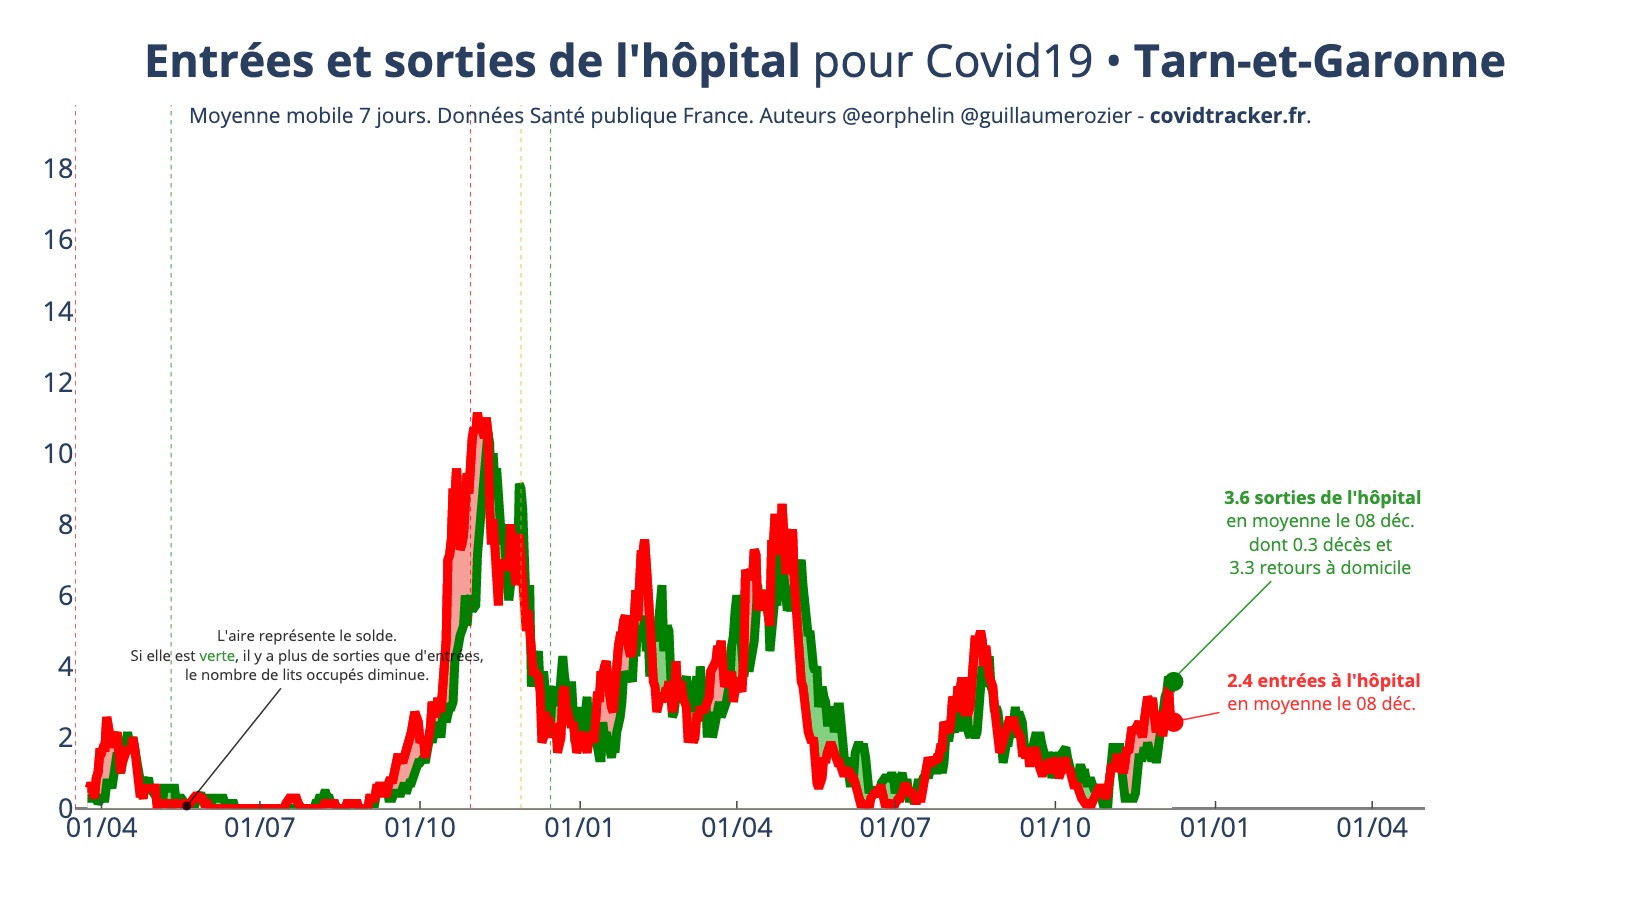 Entrées et sorties de l'hôpital pour Covid19 • Tarn-et-Garonne
Moyenne mobile 7 jours. Données Santé publique France. Auteurs @eorphelin @guillaumerozier - covidtracker.fr.
18
16
14
12
10
8
6
4
2
0
L'aire représente le solde.
Si elle est verte, il y a plus de sorties que d'entrées,
le nombre de lits occupés diminue.
3.6 sorties de l'hôpital
en moyenne le 08 déc.
dont 0.3 décès et
3.3 retours à domicile
2.4 entrées à l'hôpital
en moyenne le 08 déc.
01/04 01/07 01/10 01/01 01/04 01/07 01/10 01/01 01/04